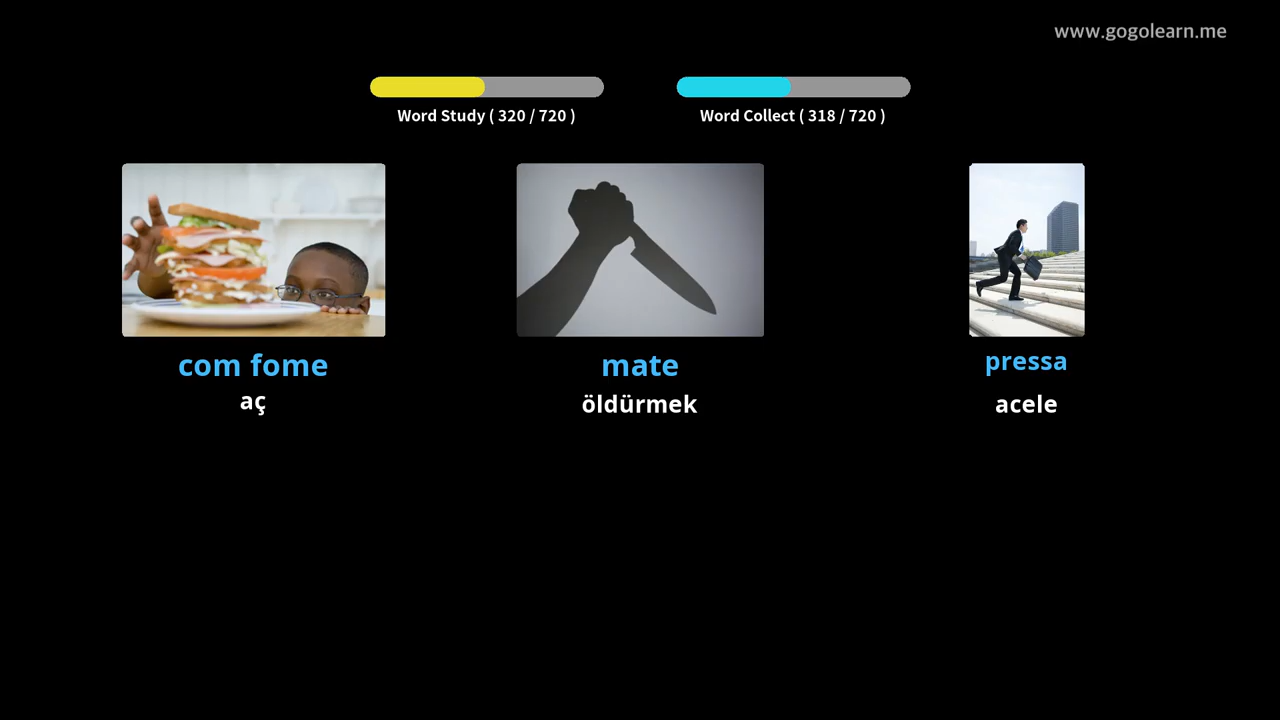 www.gogolearn.me
Word Study ( 320 / 720 )
Word Collect ( 318 / 720 )
com fome
aç
mate
öldürmek
pressa
acele